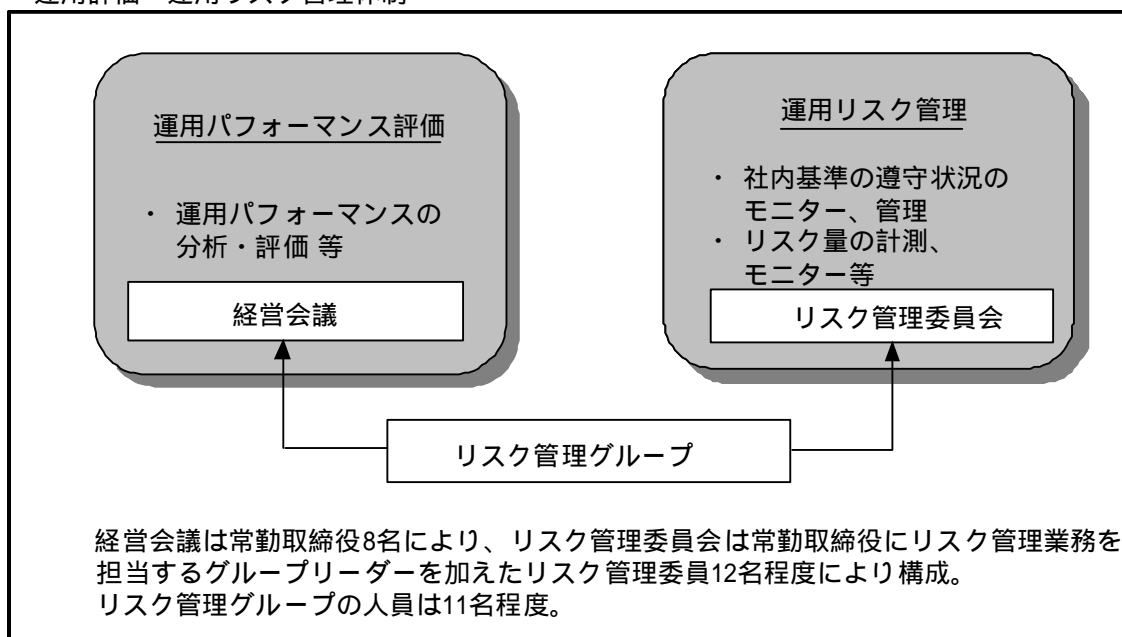 運用パフォーマンス評価
・ 運用パフォーマンスの
分析・評価 等
経営会議
運用リスク管理
・ 社内基準の遵守状況の
モニター、管理
・ リスク量の計測、
モニター等
リスク管理委員会
リスク管理グループ
経営会議は常勤取締役8名により、リスク管理委員会は常勤取締役にリスク管理業務を
担当するグループリーダーを加えたリスク管理委員12名程度により構成。
リスク管理グループの人員は11名程度。